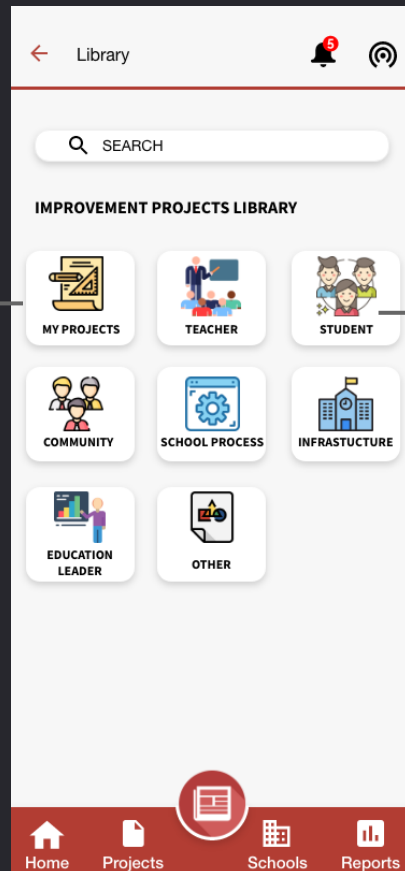 Library
5
SEARCH
IMPROVEMENT PROJECTS LIBRARY
MY PROJECTS
TEACHER
STUDENT
COMMUNITY
SCHOOL PROCESS
INFRASTUCTURE
EDUCATION
LEADER
OTHER
Home
Projects
Schools
Reports